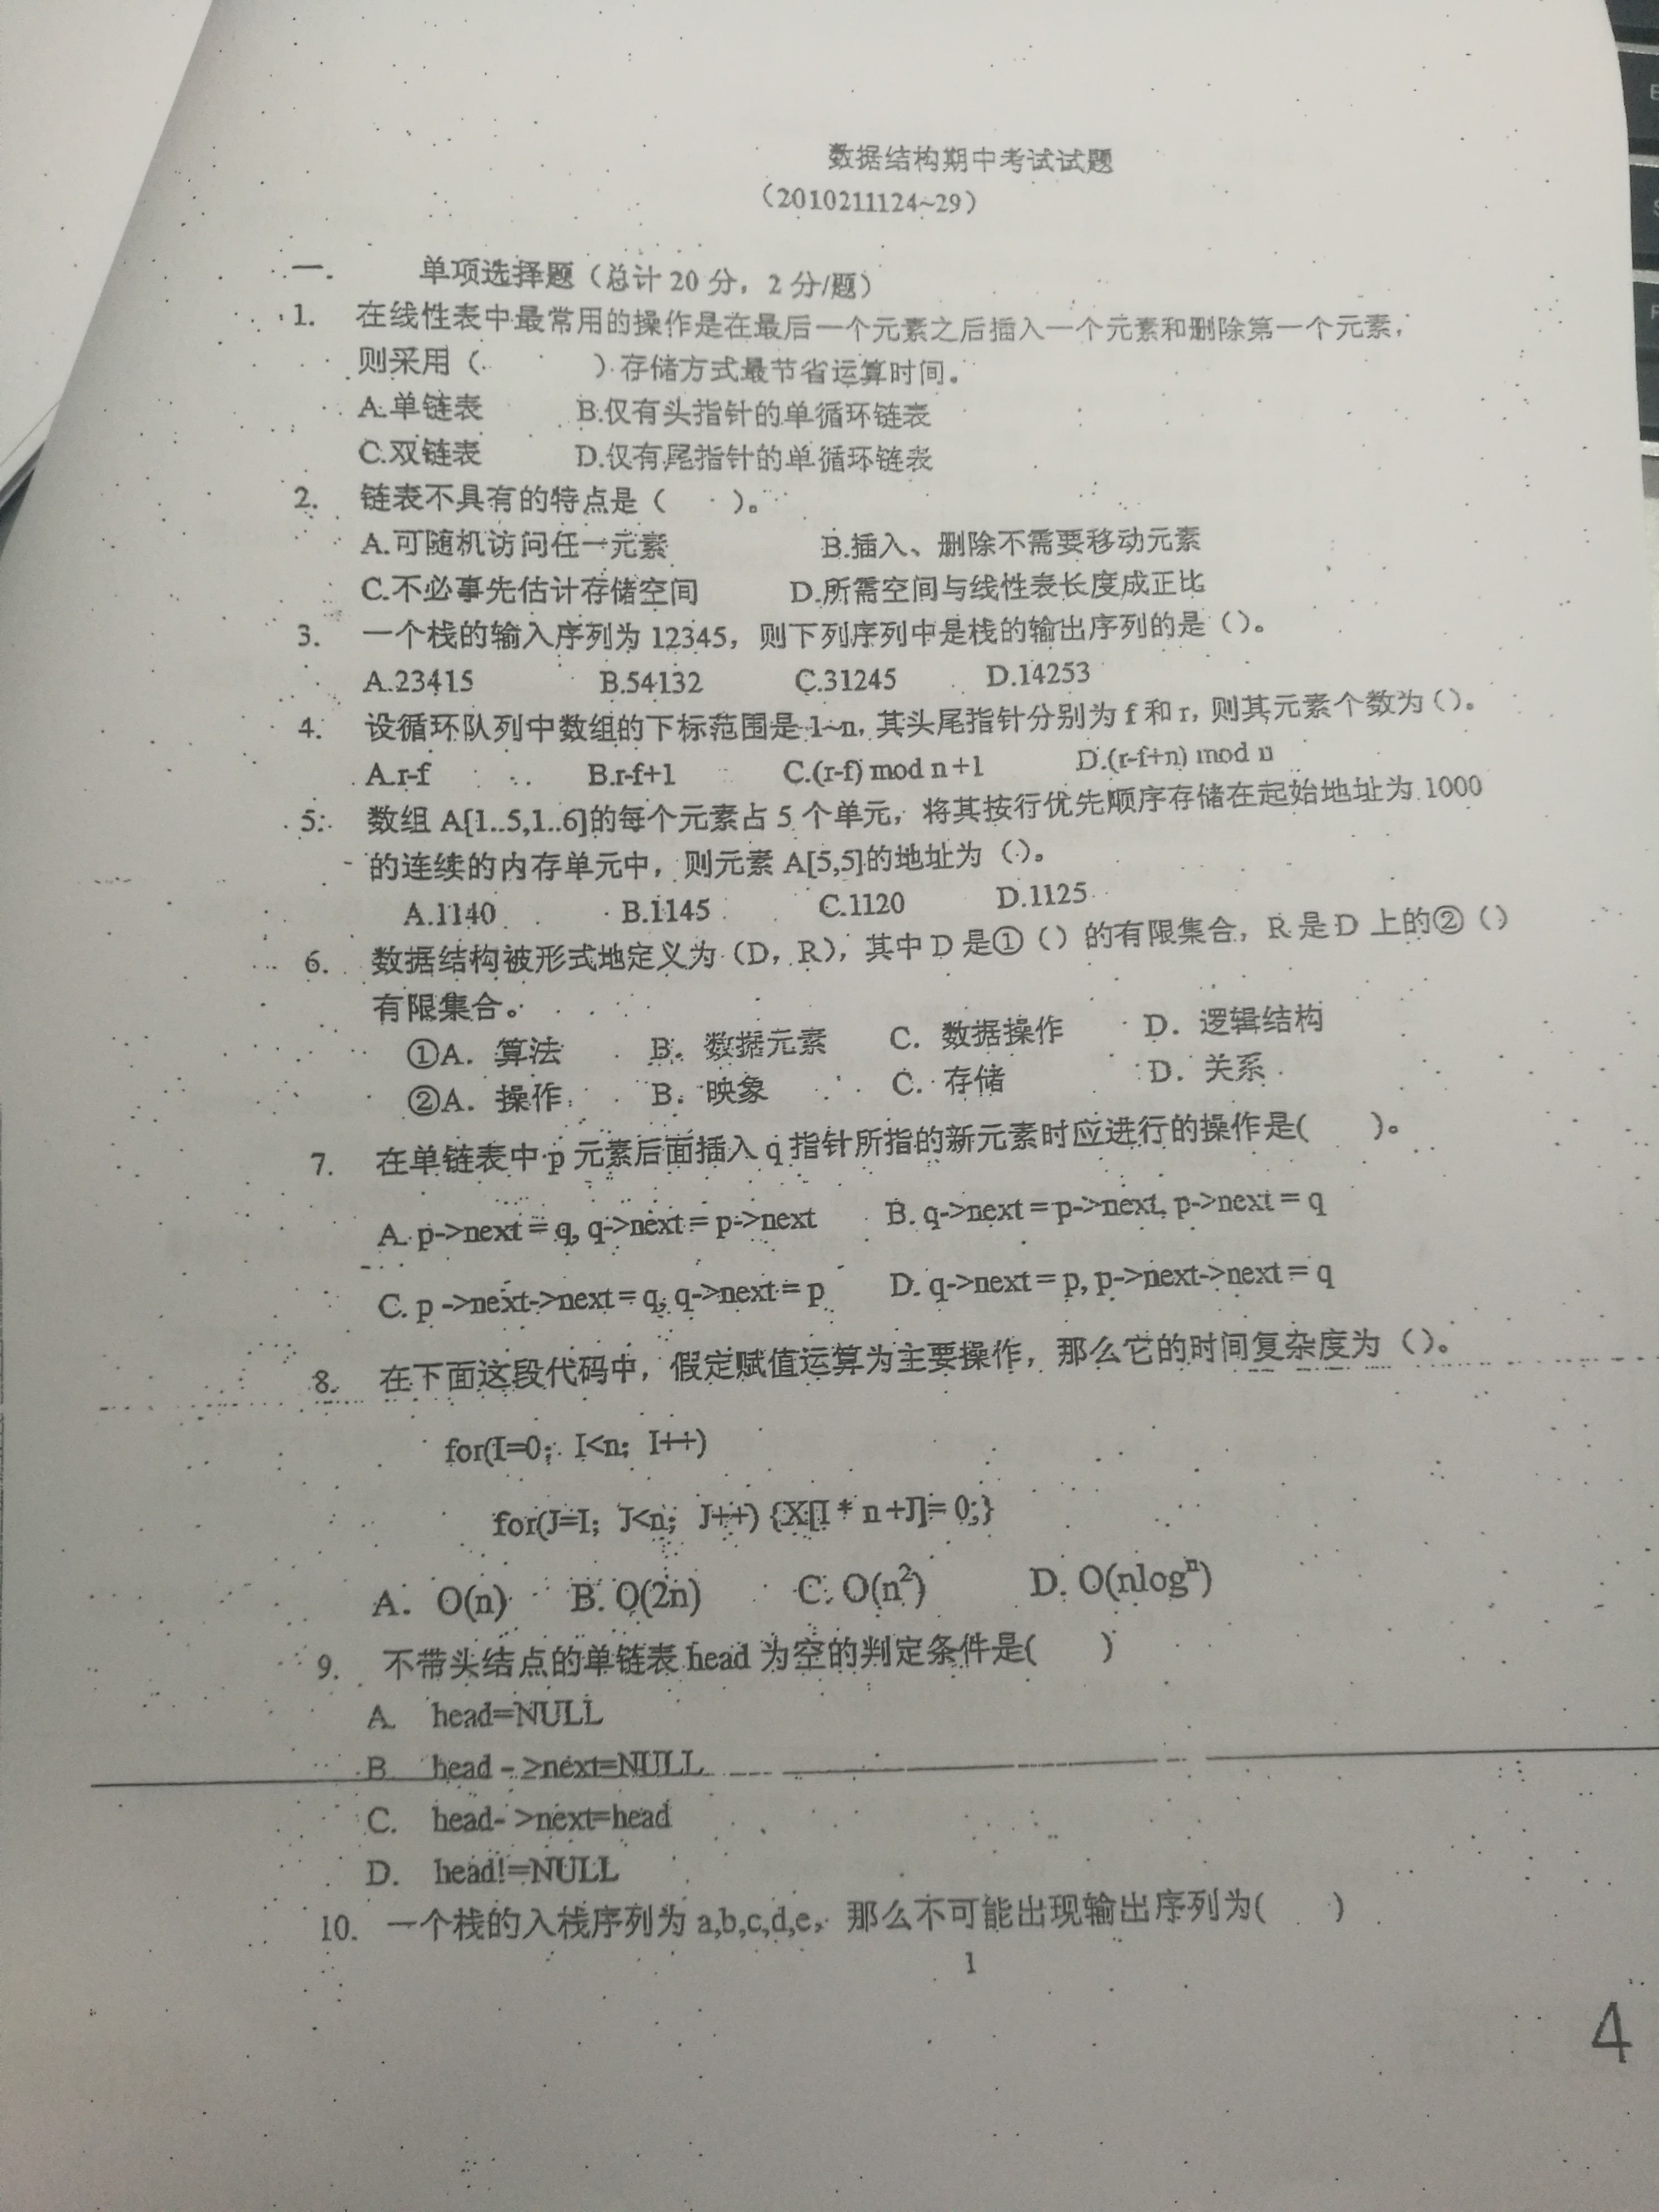 数据结构期中考试试题
（2010211124~29）
一. 单项选择题（总计 20 分，2 分/题）
1. 在线性表中最常用的操作是在最后一个元素之后插入一个元素和删除第一个元素，
则采用（ ）存储方式最节省运算时间。
A.单链表 B.仅有头指针的单循环链表
C.双链表 D.仅有尾指针的单循环链表
2. 链表不具有的特点是（ ）。
A.可随机访问任一元素 B.插入、删除不需要移动元素
C.不必事先估计存储空间 D.所需空间与线性表长度成正比
3. 一个栈的输入序列为 12345，则下列序列中是栈的输出序列的是（）。
A.23415 B.54132 C.31245 D.14253
4. 设循环队列中数组的下标范围是 1~n，其头尾指针分别为 f 和 r，则其元素个数为（）。
A.r-f B.r-f+1 C.(r-f) mod n+1 D.(r-f+n) mod n
5. 数组 A[1..5,1..6]的每个元素占 5 个单元，将其按行优先顺序存储在起始地址为 1000
的连续的内存单元中，则元素 A[5,5]的地址为（）。
A.1140 B.1145 C.1120 D.1125
6. 数据结构被形式地定义为（D，R），其中 D 是①（）的有限集合，R 是 D 上的②（）
有限集合。
①A．算法 B．数据元素 C．数据操作 D．逻辑结构
②A．操作 B．映象 C．存储 D．关系
7. 在单链表中 p 元素后面插入 q 指针所指的新元素时应进行的操作是( )。
A. p->next = q, q->next = p->next B. q->next = p->next, p->next = q
C. p ->next->next = q, q->next = p D. q->next = p, p->next->next = q
8. 在下面这段代码中，假定赋值运算为主要操作，那么它的时间复杂度为（）。
for(I=0；I<n；I++)
for(J=I；J<n；J++) {X[I * n +J]= 0;}
A．O(n) B. O(2n) C. O(n²) D. O(nlogⁿ)
9. 不带头结点的单链表 head 为空的判定条件是( )
A. head=NULL
B. head - >next=NULL
C. head- >next=head
D. head!=NULL
10. 一个栈的入栈序列为 a,b,c,d,e，那么不可能出现输出序列为( )
1
4